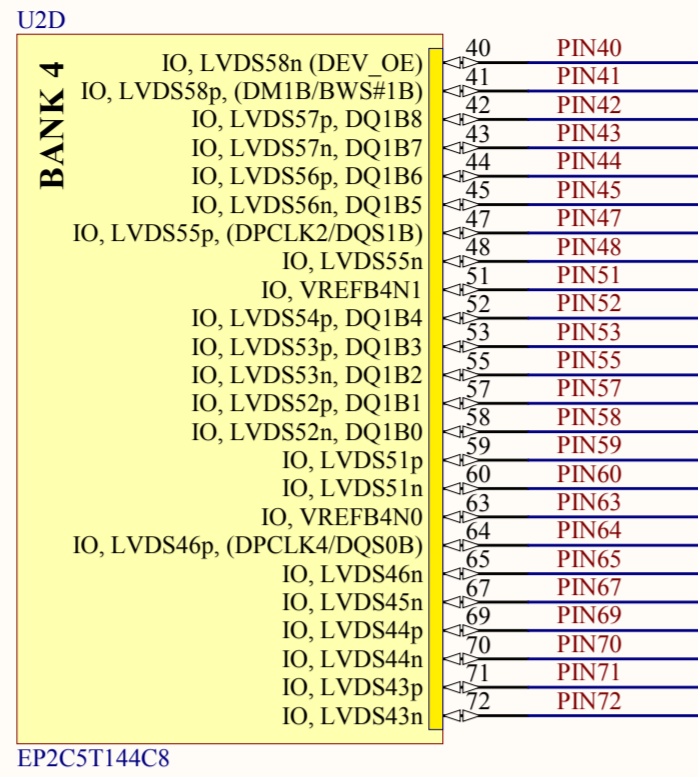 U2D
BANK 4
IO, LVDS58n (DEV_OE) 40 PIN40
IO, LVDS58p, (DM1B/BWS#1B) 41 PIN41
IO, LVDS57p, DQ1B8 42 PIN42
IO, LVDS57n, DQ1B7 43 PIN43
IO, LVDS56p, DQ1B6 44 PIN44
IO, LVDS56n, DQ1B5 45 PIN45
IO, LVDS55p, (DPCLK2/DQS1B) 47 PIN47
IO, LVDS55n 48 PIN48
IO, VREFB4N1 51 PIN51
IO, LVDS54p, DQ1B4 52 PIN52
IO, LVDS53p, DQ1B3 53 PIN53
IO, LVDS53n, DQ1B2 55 PIN55
IO, LVDS52p, DQ1B1 57 PIN57
IO, LVDS52n, DQ1B0 58 PIN58
IO, LVDS51p 59 PIN59
IO, LVDS51n 60 PIN60
IO, VREFB4N0 63 PIN63
IO, LVDS46p, (DPCLK4/DQS0B) 64 PIN64
IO, LVDS46n 65 PIN65
IO, LVDS45n 67 PIN67
IO, LVDS44p 69 PIN69
IO, LVDS44n 70 PIN70
IO, LVDS43p 71 PIN71
IO, LVDS43n 72 PIN72
EP2C5T144C8